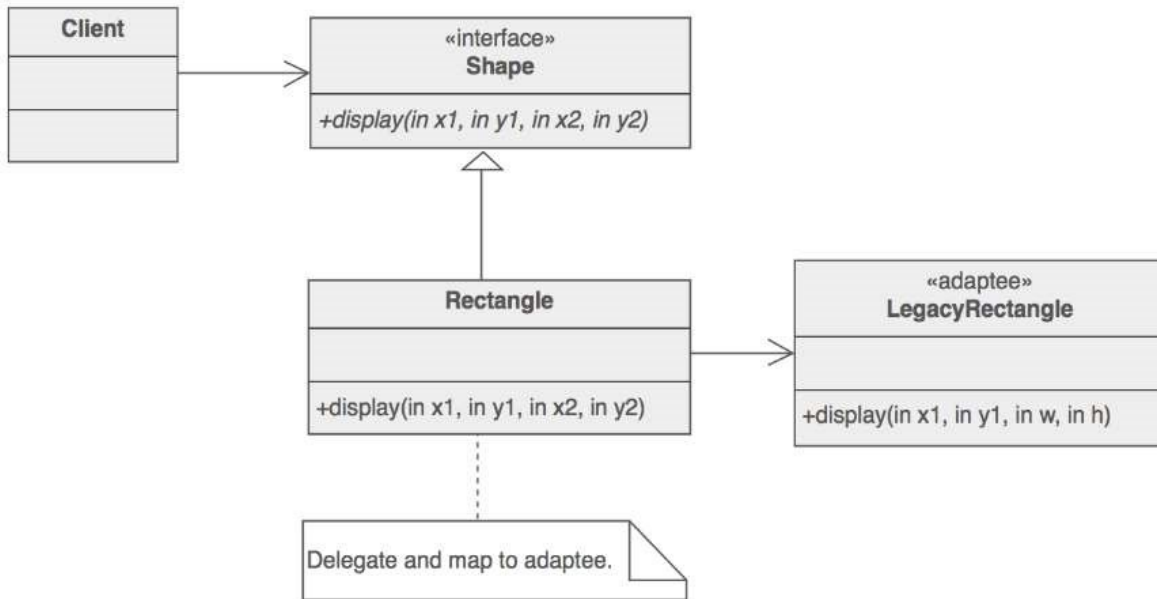 Client
«interface»
Shape
+display(in x1, in y1, in x2, in y2)
Rectangle
+display(in x1, in y1, in x2, in y2)
«adaptee»
LegacyRectangle
+display(in x1, in y1, in w, in h)
Delegate and map to adaptee.